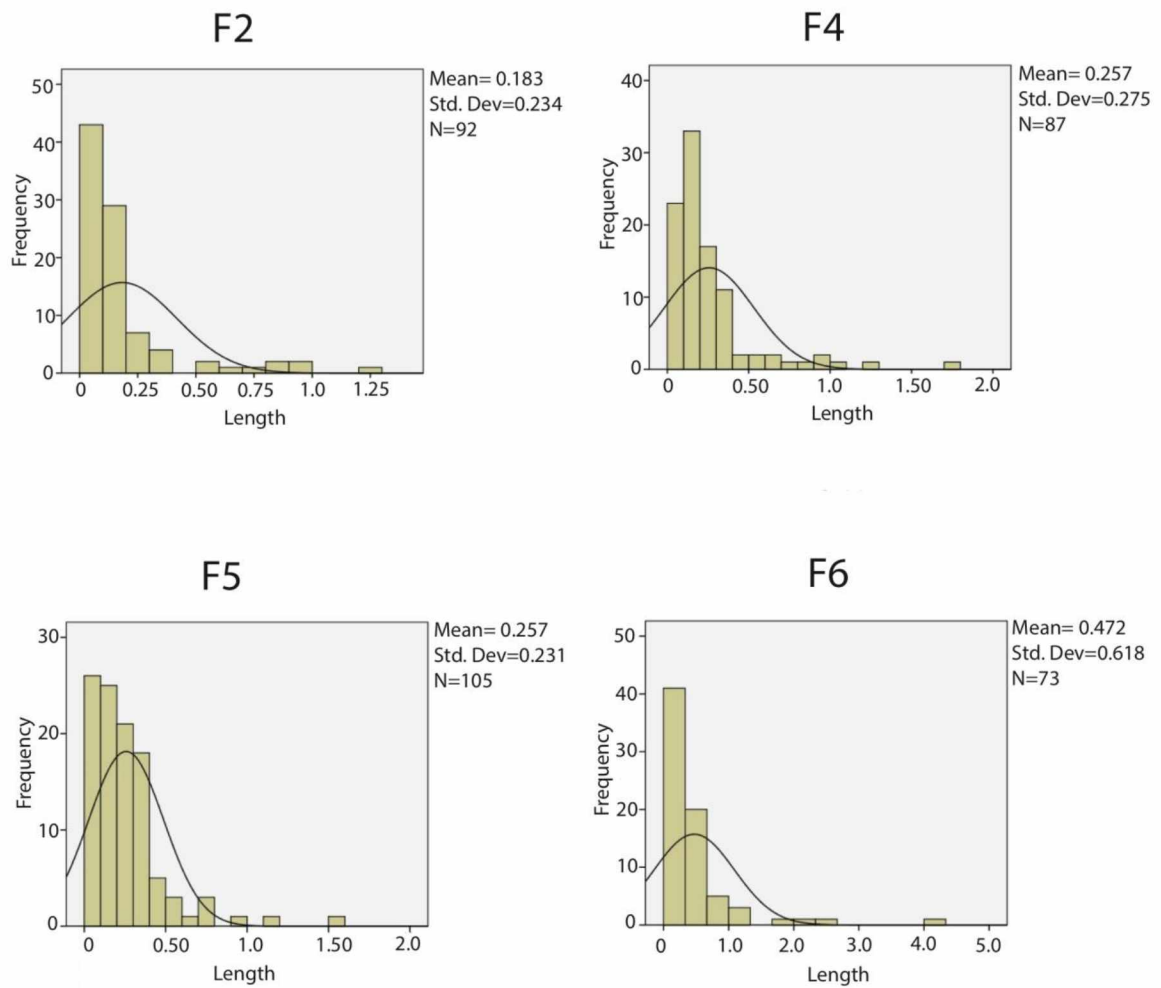 F2
Mean= 0.183
Std. Dev=0.234
N=92
50
40
30
20
10
0
Frequency
0 0.25 0.50 0.75 1.0 1.25
Length
F4
Mean= 0.257
Std. Dev=0.275
N=87
40
30
20
10
0
Frequency
0 0.50 1.0 1.50 2.0
Length
F5
Mean= 0.257
Std. Dev=0.231
N=105
30
20
10
0
Frequency
0 0.50 1.0 1.50 2.0
Length
F6
Mean= 0.472
Std. Dev=0.618
N=73
50
40
30
20
10
0
Frequency
0 1.0 2.0 3.0 4.0 5.0
Length